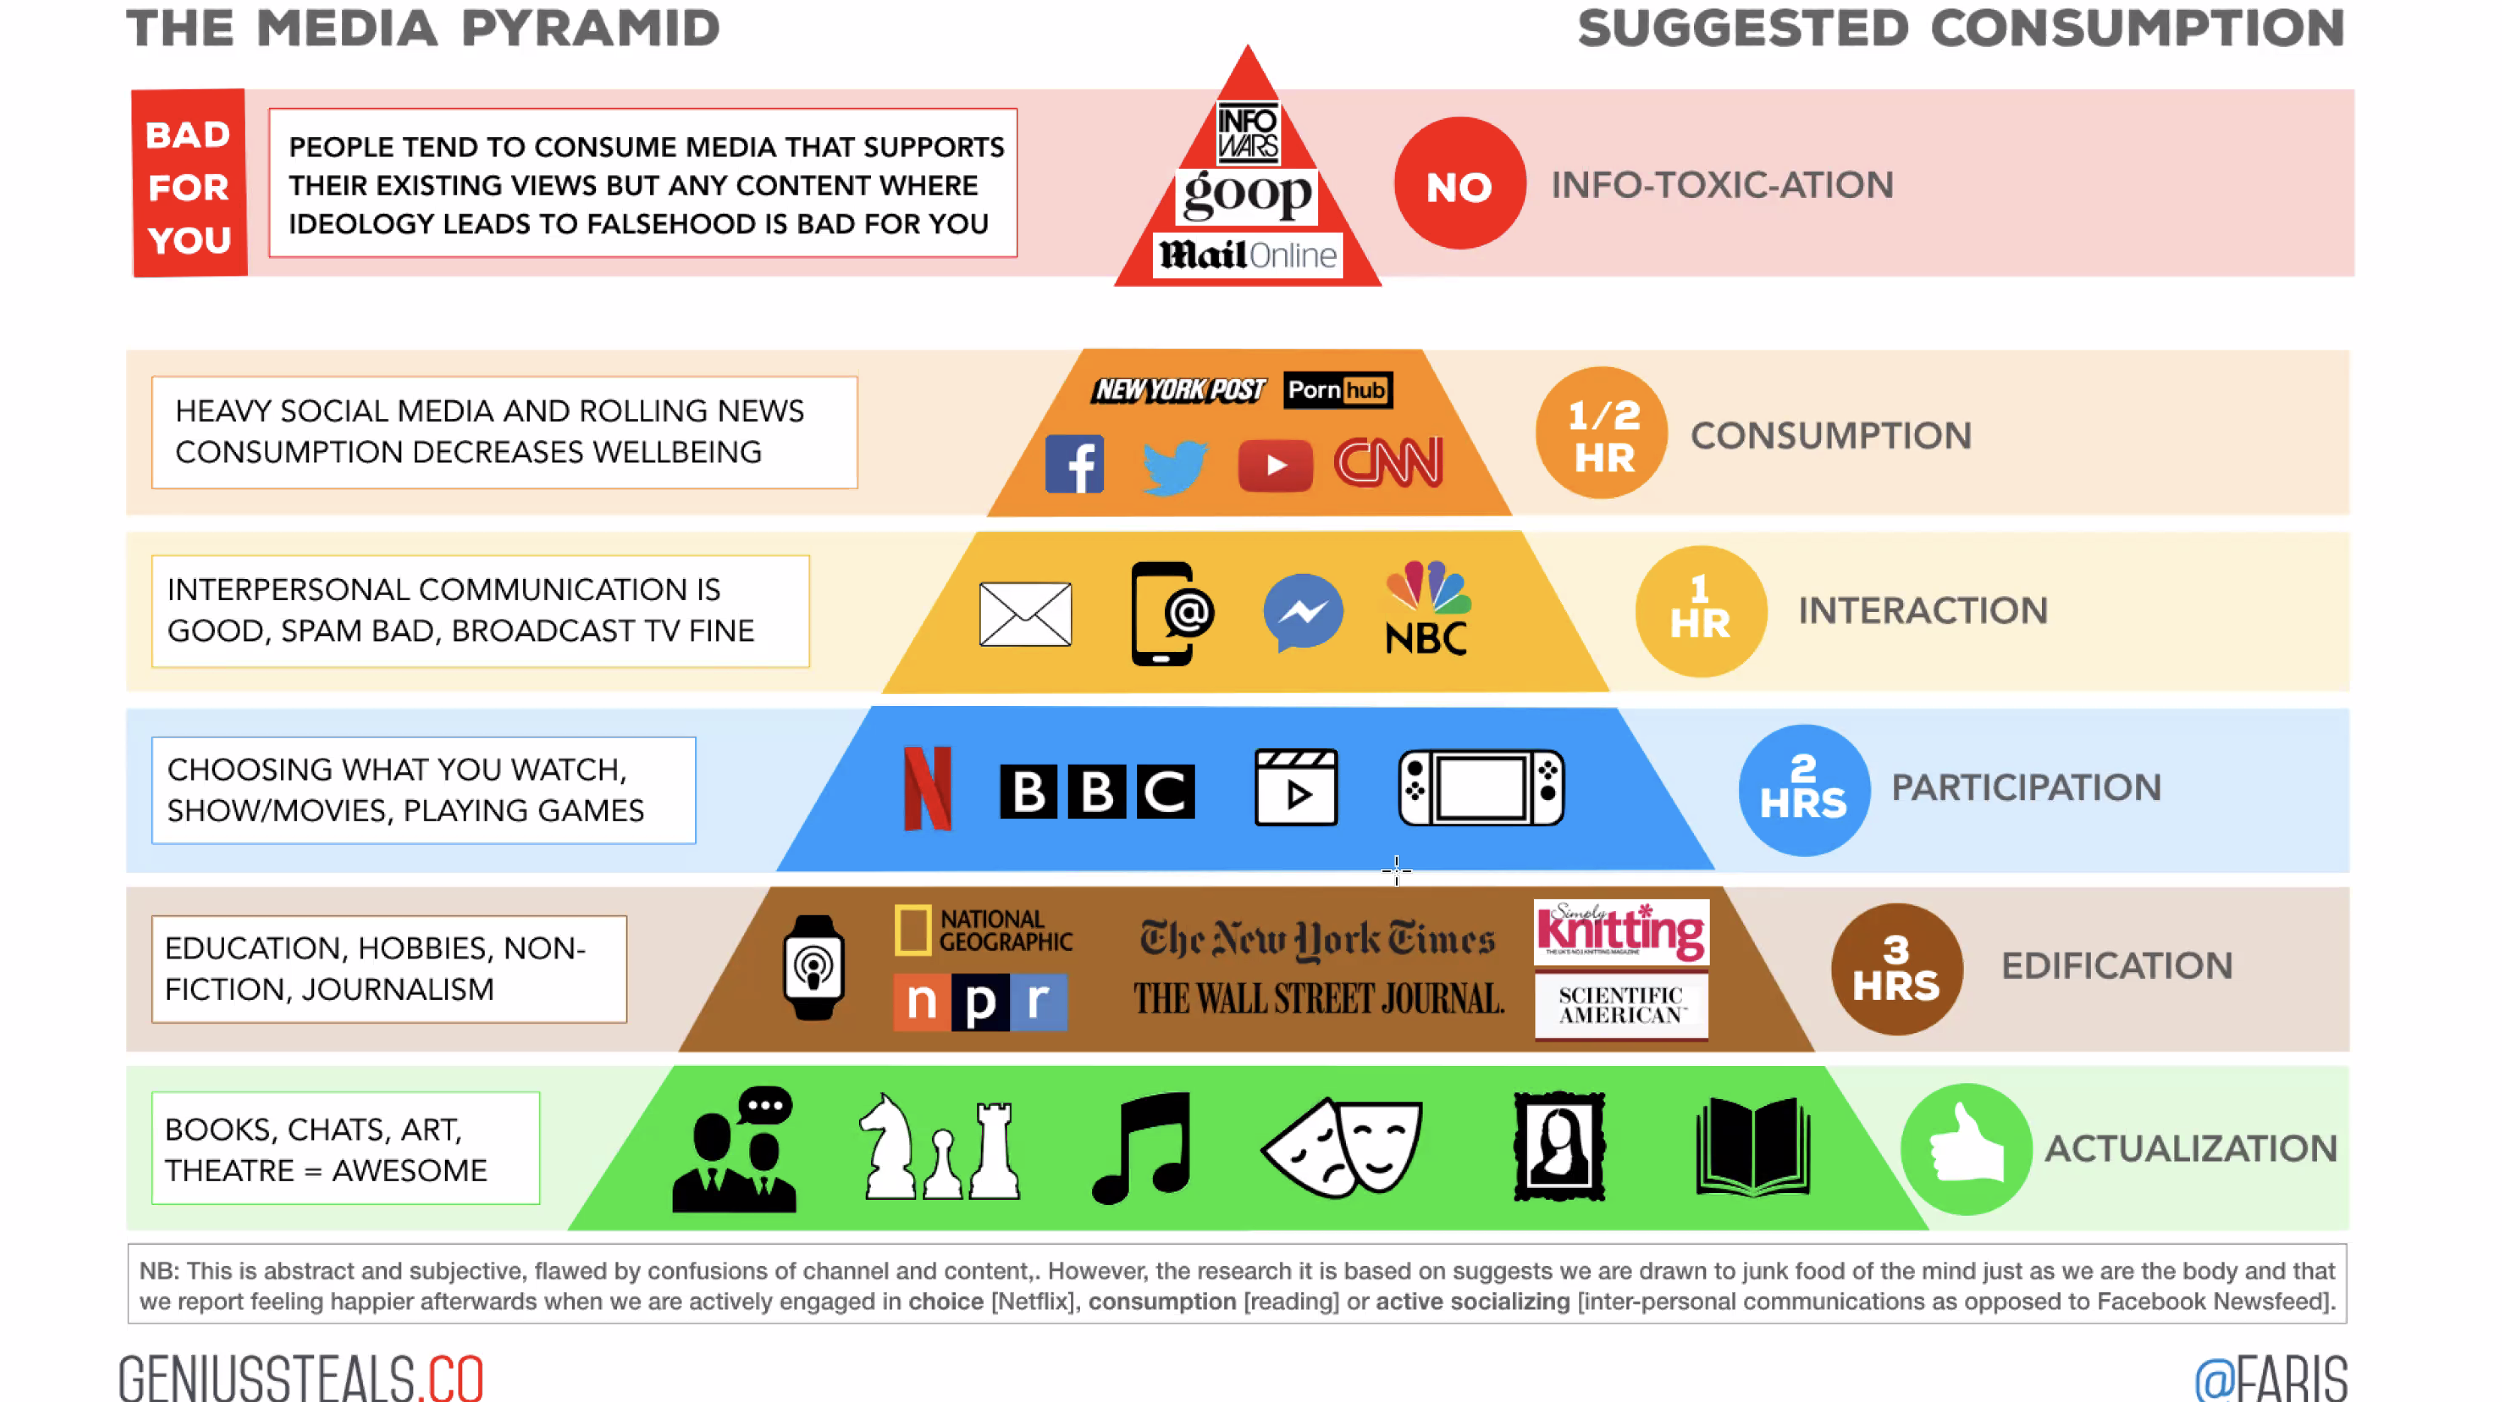 THE MEDIA PYRAMID
SUGGESTED CONSUMPTION
BAD
FOR
YOU
PEOPLE TEND TO CONSUME MEDIA THAT SUPPORTS
THEIR EXISTING VIEWS BUT ANY CONTENT WHERE
IDEOLOGY LEADS TO FALSEHOOD IS BAD FOR YOU
INFO
WARS
goop
MailOnline
NO
INFO-TOXIC-ATION
HEAVY SOCIAL MEDIA AND ROLLING NEWS
CONSUMPTION DECREASES WELLBEING
NEW YORK POST
Porn hub
f
CNN
1/2
HR
CONSUMPTION
INTERPERSONAL COMMUNICATION IS
GOOD, SPAM BAD, BROADCAST TV FINE
@
NBC
1
HR
INTERACTION
CHOOSING WHAT YOU WATCH,
SHOW/MOVIES, PLAYING GAMES
N
BBC
2
HRS
PARTICIPATION
EDUCATION, HOBBIES, NON-
FICTION, JOURNALISM
NATIONAL
GEOGRAPHIC
npr
The New York Times
THE WALL STREET JOURNAL.
Simply
knitting
THE UK'S NO.1 KNITTING MAGAZINE
SCIENTIFIC
AMERICAN™
3
HRS
EDIFICATION
BOOKS, CHATS, ART,
THEATRE = AWESOME
ACTUALIZATION
NB: This is abstract and subjective, flawed by confusions of channel and content,. However, the research it is based on suggests we are drawn to junk food of the mind just as we are the body and that
we report feeling happier afterwards when we are actively engaged in choice [Netflix], consumption [reading] or active socializing [inter-personal communications as opposed to Facebook Newsfeed].
GENIUSSTEALS.CO
@FARIS